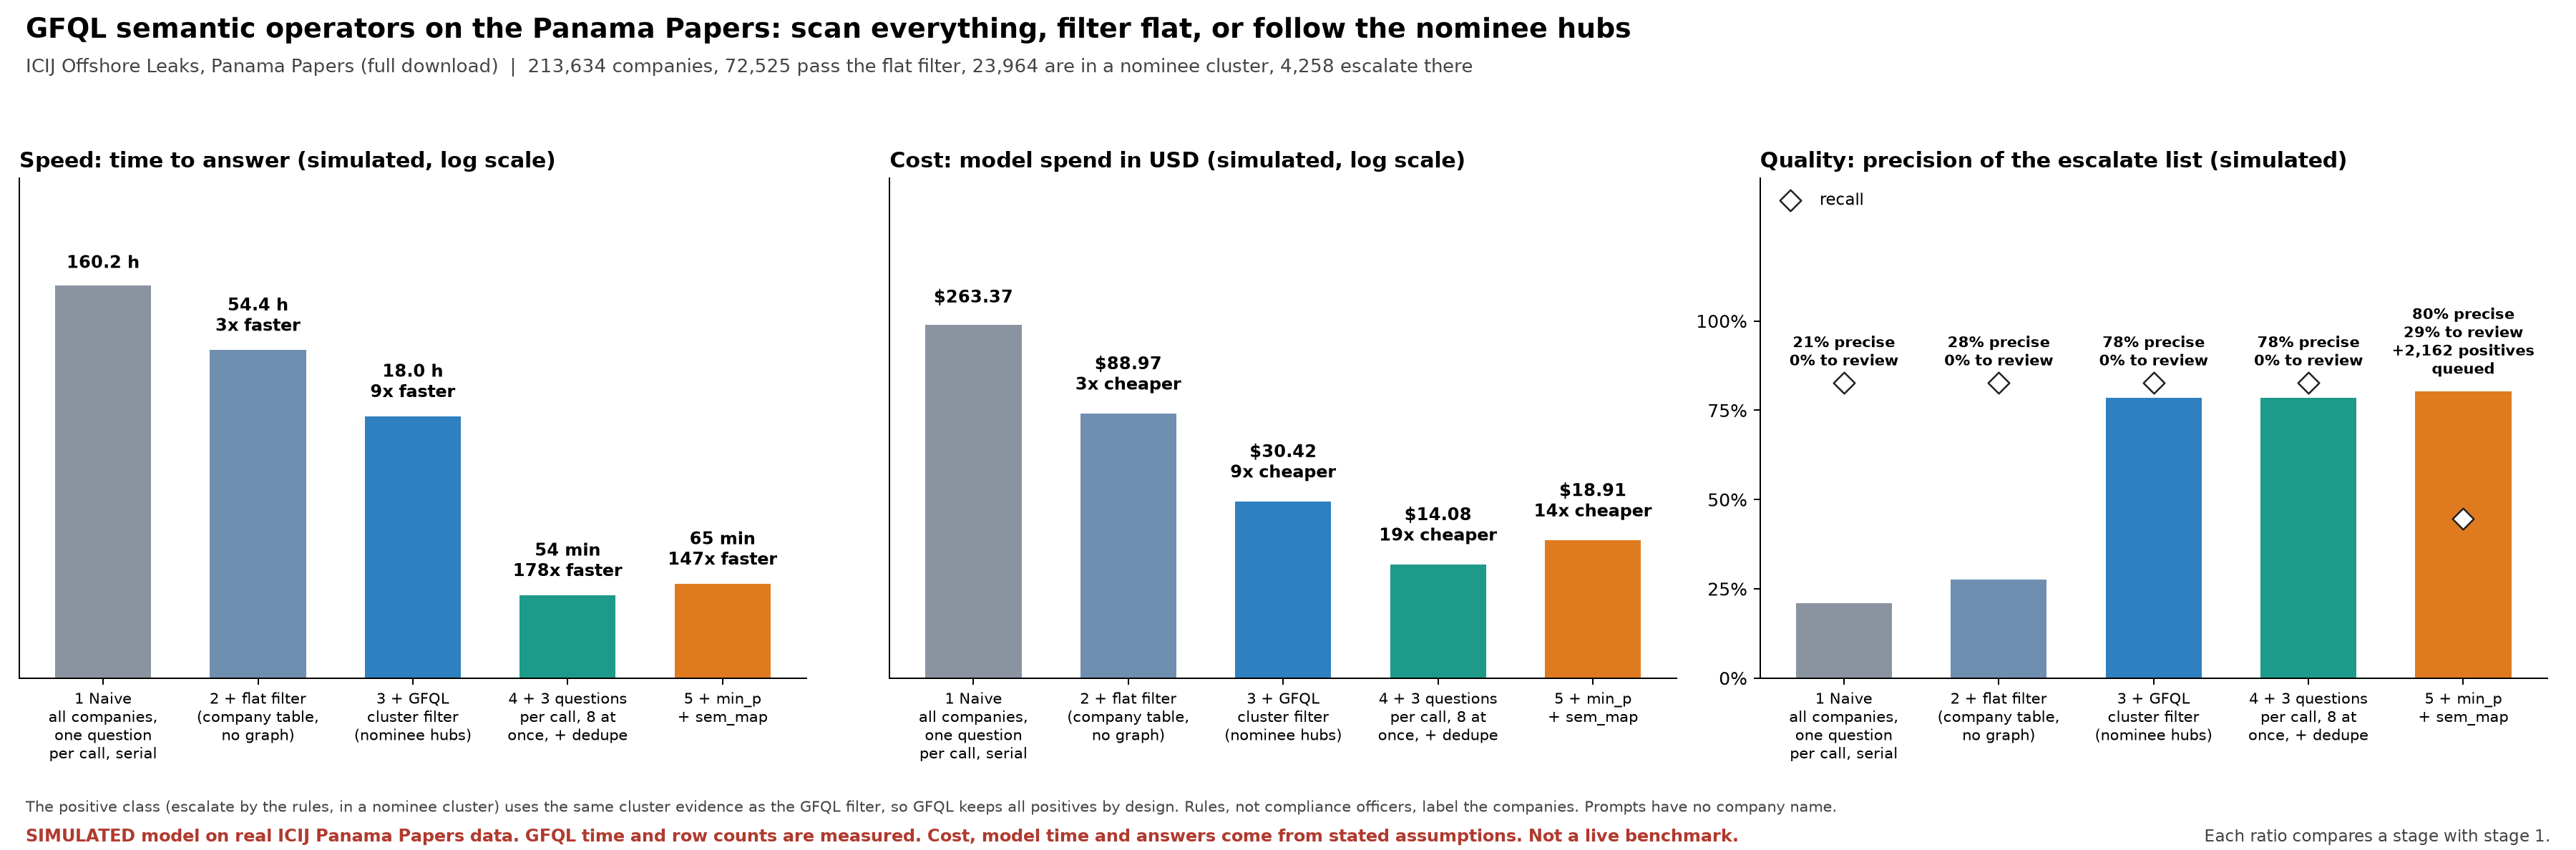 GFQL semantic operators on the Panama Papers: scan everything, filter flat, or follow the nominee hubs
ICIJ Offshore Leaks, Panama Papers (full download) | 213,634 companies, 72,525 pass the flat filter, 23,964 are in a nominee cluster, 4,258 escalate there
Speed: time to answer (simulated, log scale)
160.2 h
54.4 h
3x faster
18.0 h
9x faster
54 min
178x faster
65 min
147x faster
1 Naive
all companies,
one question
per call, serial
2 + flat filter
(company table,
no graph)
3 + GFQL
cluster filter
(nominee hubs)
4 + 3 questions
per call, 8 at
once, + dedupe
5 + min_p
+ sem_map
Cost: model spend in USD (simulated, log scale)
$263.37
$88.97
3x cheaper
$30.42
9x cheaper
$14.08
19x cheaper
$18.91
14x cheaper
1 Naive
all companies,
one question
per call, serial
2 + flat filter
(company table,
no graph)
3 + GFQL
cluster filter
(nominee hubs)
4 + 3 questions
per call, 8 at
once, + dedupe
5 + min_p
+ sem_map
Quality: precision of the escalate list (simulated)
recall
100%
75%
50%
25%
0%
21% precise
0% to review
28% precise
0% to review
78% precise
0% to review
78% precise
0% to review
80% precise
29% to review
+2,162 positives
queued
1 Naive
all companies,
one question
per call, serial
2 + flat filter
(company table,
no graph)
3 + GFQL
cluster filter
(nominee hubs)
4 + 3 questions
per call, 8 at
once, + dedupe
5 + min_p
+ sem_map
The positive class (escalate by the rules, in a nominee cluster) uses the same cluster evidence as the GFQL filter, so GFQL keeps all positives by design. Rules, not compliance officers, label the companies. Prompts have no company name.
SIMULATED model on real ICIJ Panama Papers data. GFQL time and row counts are measured. Cost, model time and answers come from stated assumptions. Not a live benchmark.
Each ratio compares a stage with stage 1.